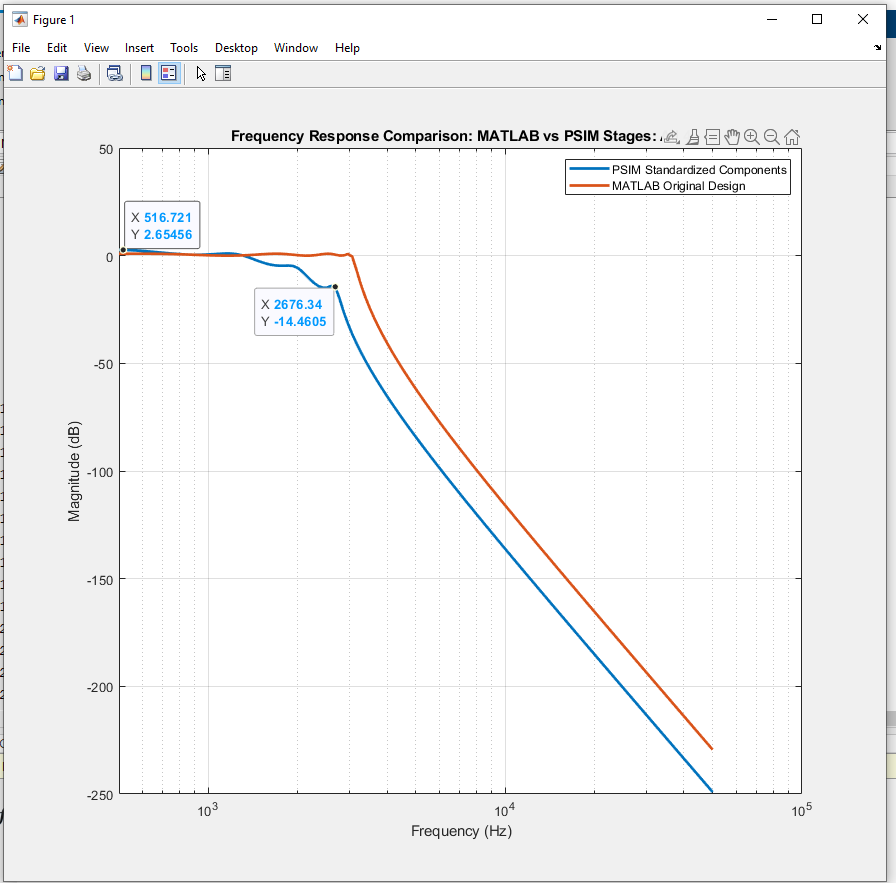 Figure 1
File Edit View Insert Tools Desktop Window Help
Frequency Response Comparison: MATLAB vs PSIM Stages:
PSIM Standardized Components
MATLAB Original Design
X 516.721
Y 2.65456
X 2676.34
Y -14.4605
50
0
-50
-100
-150
-200
-250
Magnitude (dB)
10^3
10^4
10^5
Frequency (Hz)